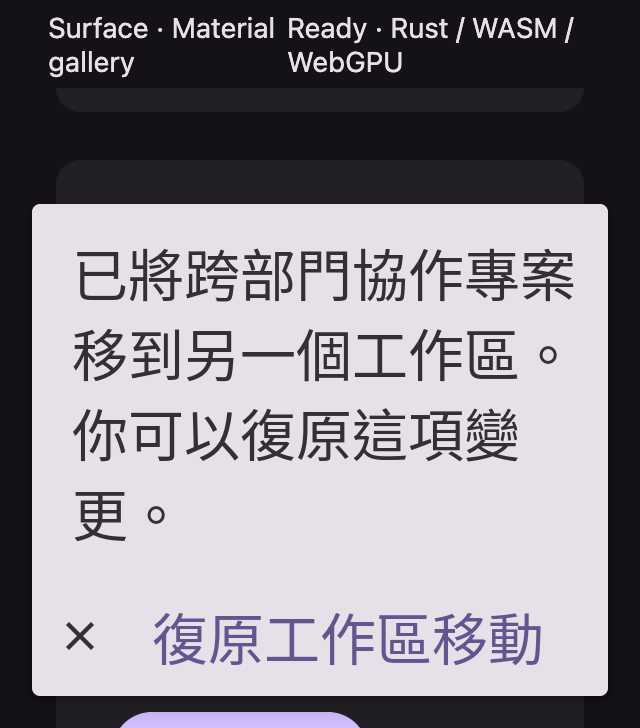 Surface · Material gallery
Ready · Rust / WASM / WebGPU
已將跨部門協作專案
移到另一個工作區。
你可以復原這項變
更。
× 復原工作區移動